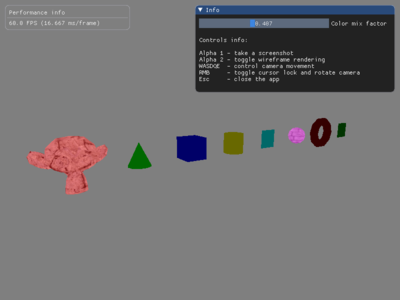 Performance info
60.0 FPS (16.667 ms/frame)
Info
0.407 Color mix factor
Controls info:
Alpha 1 - take a screenshot
Alpha 2 - toggle wireframe rendering
WASDQE - control camera movement
RMB - toggle cursor lock and rotate camera
Esc - close the app